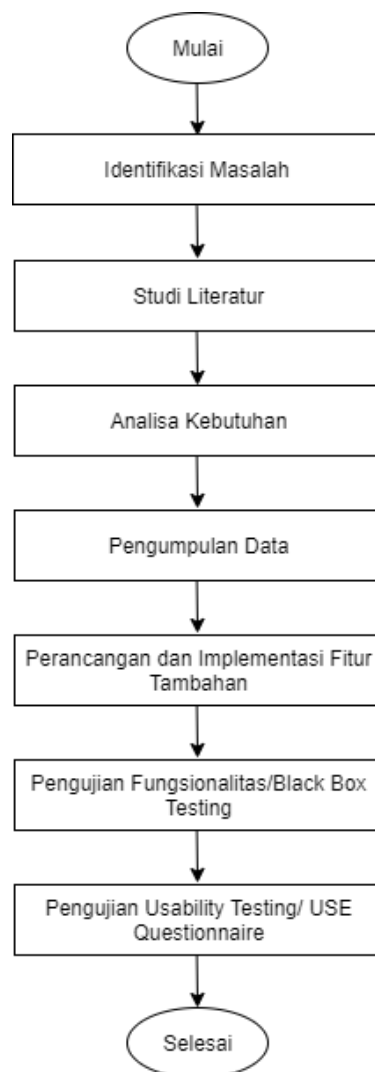 Mulai
Identifikasi Masalah
Studi Literatur
Analisa Kebutuhan
Pengumpulan Data
Perancangan dan Implementasi Fitur
Tambahan
Pengujian Fungsionalitas/Black Box
Testing
Pengujian Usability Testing/ USE
Questionnaire
Selesai